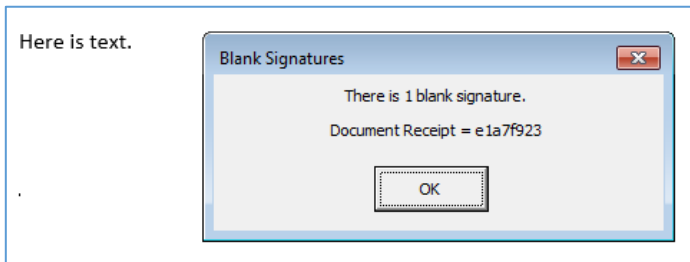 Here is text.
Blank Signatures
There is 1 blank signature.
Document Receipt = e1a7f923
OK
.